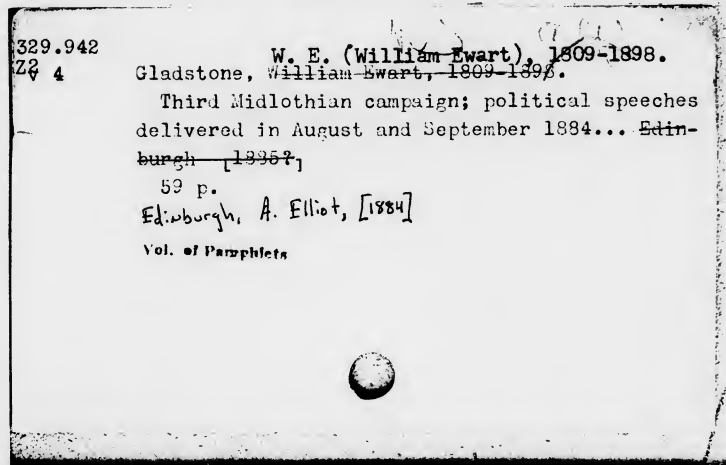 329.942
Z2
v 4
W. E. (William Ewart), 1809-1898.
Gladstone, William Ewart, 1809-1898.
Third Midlothian campaign; political speeches
delivered in August and September 1884... Edin-
burgh [1885?]
59 p.
Edinburgh, A. Elliot, [1884]
Vol. of Pamphlets